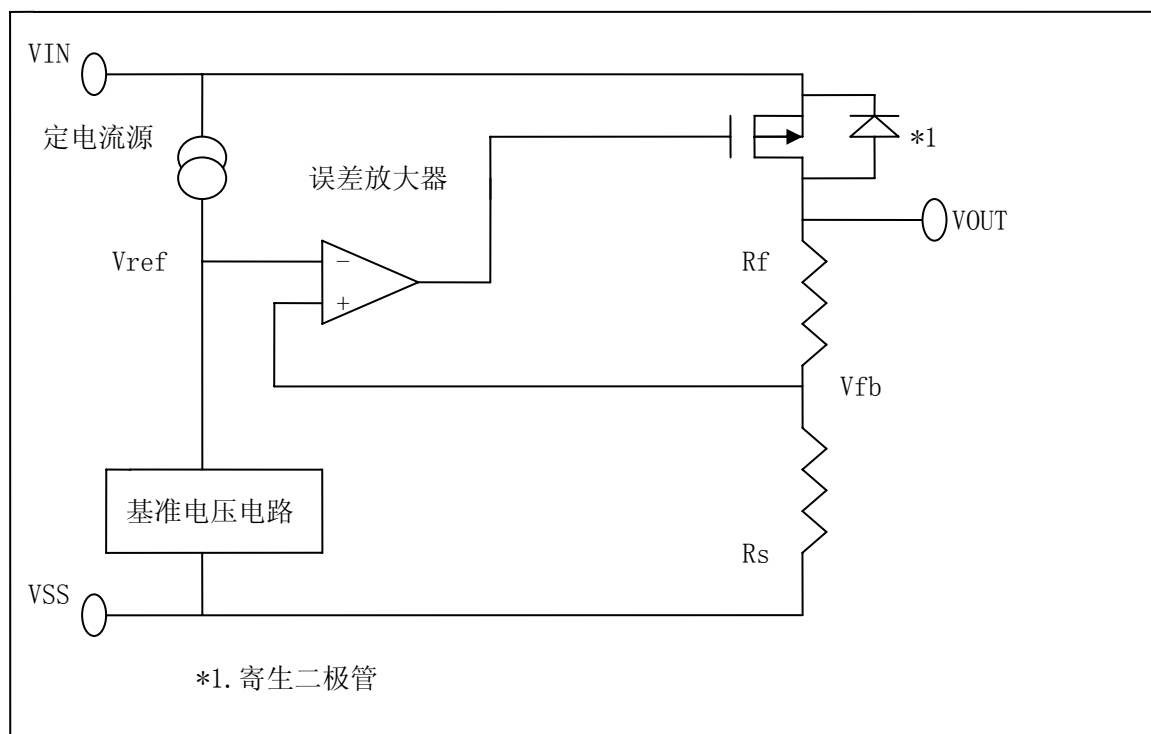 VIN
定电流源
*1
误差放大器
VOUT
Vref
Rf
−
+
Vfb
基准电压电路
Rs
VSS
*1.寄生二极管